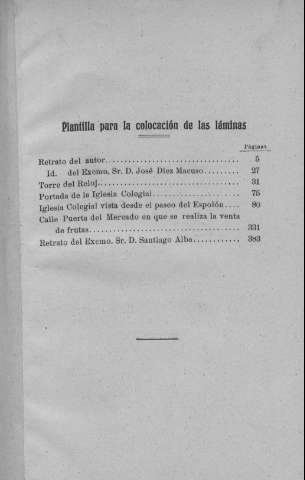 Plantilla para la colocación de las láminas
Páginas
Retrato del autor.................................... 5
Id. del Excmo. Sr. D. José Díez Macuso......... 27
Torre del Reloj...................................... 31
Portada de la Iglesia Colegial....................... 75
Iglesia Colegial vista desde el paseo del Espolón.... 80
Calle Puerta del Mercado en que se realiza la venta
de frutas........................................ 331
Retrato del Excmo. Sr. D. Santiago Alba............ 383